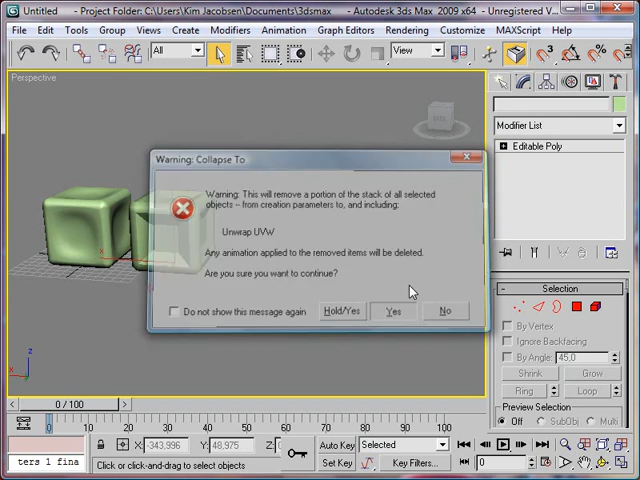 Untitled - Project Folder: C:\Users\Kim Jacobsen\Documents\3dsmax - Autodesk 3ds Max 2009 x64 - Unregistered V...
File Edit Tools Group Views Create Modifiers Animation Graph Editors Rendering Customize MAXScript Help
All View
Perspective
Modifier List
Editable Poly
Warning: Collapse To
Warning: This will remove a portion of the stack of all selected
objects -- from creation parameters to, and including:
Unwrap UVW
Any animation applied to the removed items will be deleted.
Are you sure you want to continue?
Do not show this message again Hold/Yes Yes No
x
x
z
Selection
By Vertex
Ignore Backfacing
By Angle: 45,0
Shrink Grow
Ring Loop
Preview Selection
Off SubObj Multi
0 / 100
0 10 20 30 40 50 60 70 80 90 100
X: -343,996 Y: 48,975 Z: Auto Key Selected
ters 1 fina Click or click-and-drag to select objects Set Key Key Filters... 0